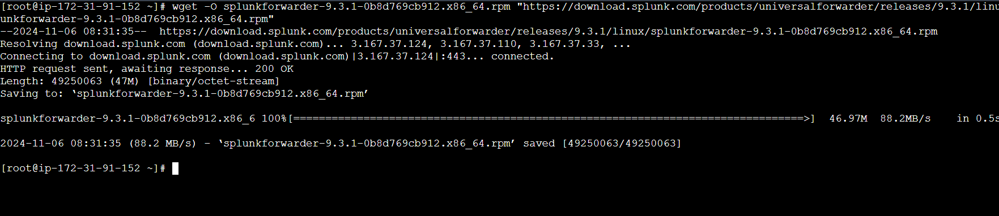 [root@ip-172-31-91-152 ~]# wget -O splunkforwarder-9.3.1-0b8d769cb912.x86_64.rpm "https://download.splunk.com/products/universalforwarder/releases/9.3.1/linu
unkforwarder-9.3.1-0b8d769cb912.x86_64.rpm"
--2024-11-06 08:31:35--  https://download.splunk.com/products/universalforwarder/releases/9.3.1/linux/splunkforwarder-9.3.1-0b8d769cb912.x86_64.rpm
Resolving download.splunk.com (download.splunk.com)... 3.167.37.124, 3.167.37.110, 3.167.37.33, ...
Connecting to download.splunk.com (download.splunk.com)|3.167.37.124|:443... connected.
HTTP request sent, awaiting response... 200 OK
Length: 49250063 (47M) [binary/octet-stream]
Saving to: ‘splunkforwarder-9.3.1-0b8d769cb912.x86_64.rpm’
splunkforwarder-9.3.1-0b8d769cb912.x86_6 100%[================================================================================>]  46.97M  88.2MB/s    in 0.5s
2024-11-06 08:31:35 (88.2 MB/s) - ‘splunkforwarder-9.3.1-0b8d769cb912.x86_64.rpm’ saved [49250063/49250063]
[root@ip-172-31-91-152 ~]#